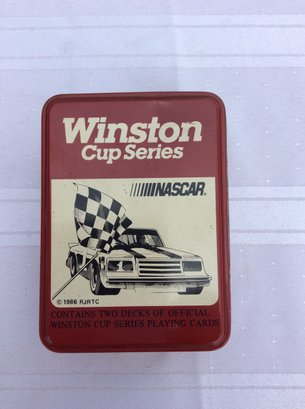 Winston
Cup Series
NASCAR
© 1986 RJRTC
CONTAINS TWO DECKS OF OFFICIAL
WINSTON CUP SERIES PLAYING CARDS